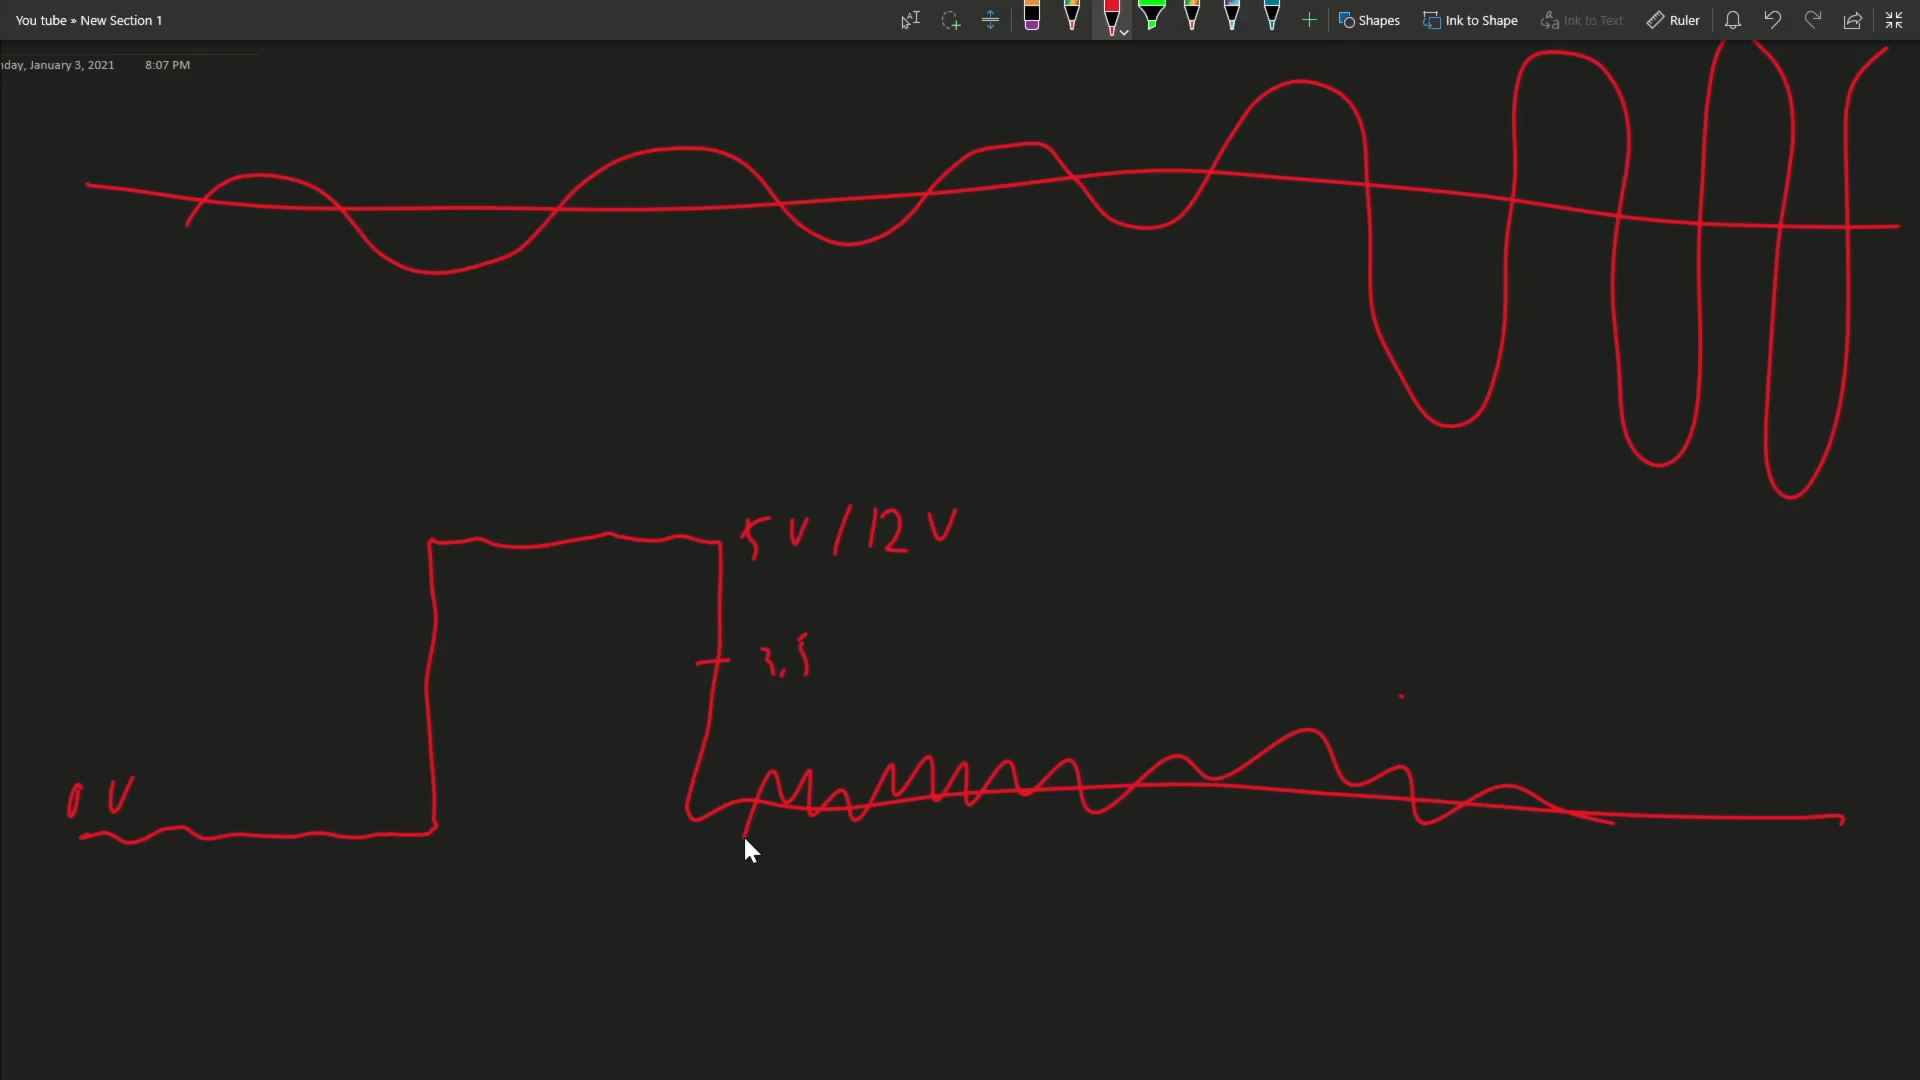 You tube » New Section 1
Shapes
Ink to Shape
Ink to Text
Ruler
day, January 3, 2021
8:07 PM
5V/12V
3.5
0V